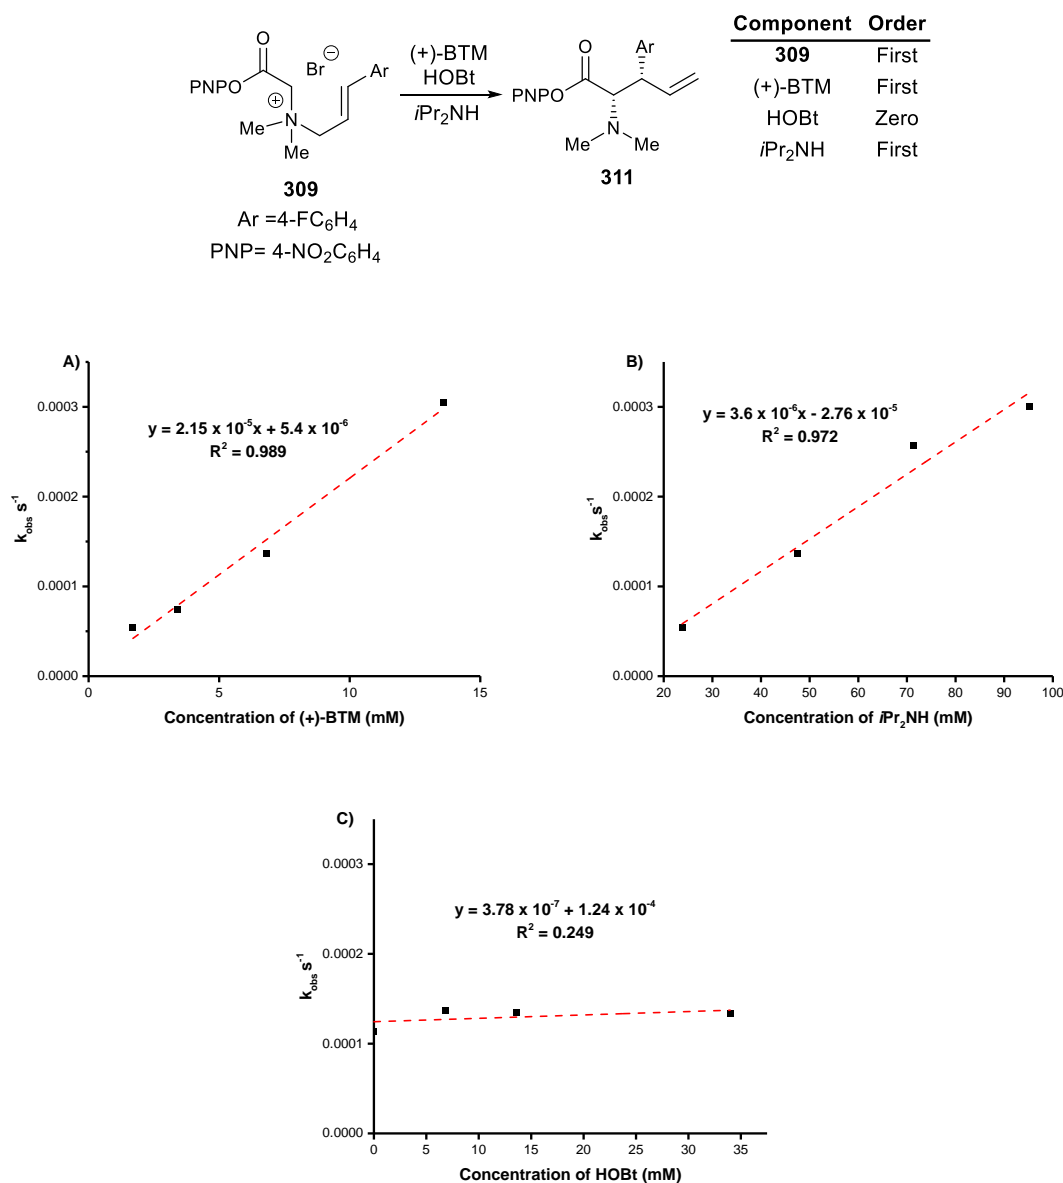 Component Order
309 First
(+)-BTM First
HOBt Zero
iPr2NH First
O
PNPO
Br⊖
Ar
⊕
N
Me
Me
309
Ar =4-FC6H4
PNP= 4-NO2C6H4
(+)-BTM
HOBt
iPr2NH
O
Ar
PNPO
N
Me
Me
311
A)
y = 2.15 x 10^-5x + 5.4 x 10^-6
R^2 = 0.989
kobs s^-1
0.0003
0.0002
0.0001
0.0000
0 5 10 15
Concentration of (+)-BTM (mM)
B)
y = 3.6 x 10^-6x - 2.76 x 10^-5
R^2 = 0.972
kobs s^-1
0.0003
0.0002
0.0001
0.0000
20 30 40 50 60 70 80 90 100
Concentration of iPr2NH (mM)
C)
y = 3.78 x 10^-7 + 1.24 x 10^-4
R^2 = 0.249
kobs s^-1
0.0003
0.0002
0.0001
0.0000
0 5 10 15 20 25 30 35
Concentration of HOBt (mM)